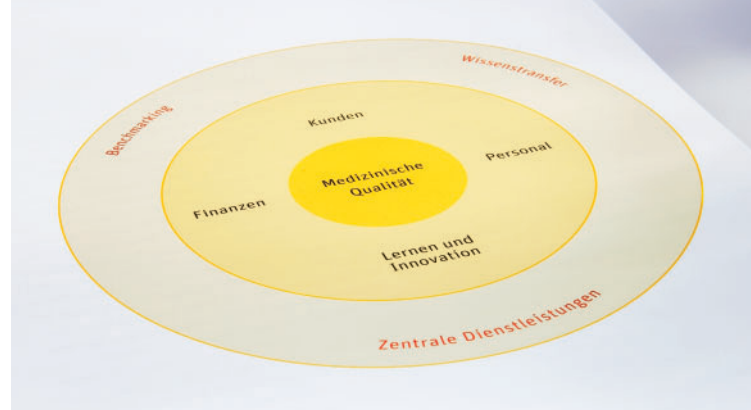 Wissenstransfer
Benchmarking
Kunden
Personal
Medizinische
Qualität
Finanzen
Lernen und
Innovation
Zentrale Dienstleistungen